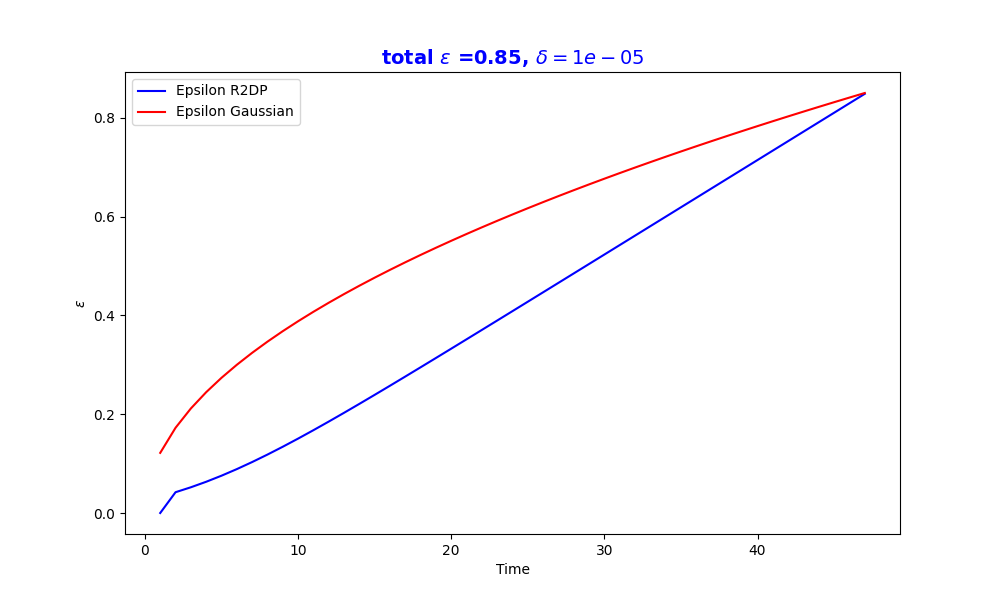 total ε =0.85, δ = 1e − 05
Epsilon R2DP
Epsilon Gaussian
0.8
0.6
0.4
0.2
0.0
ε
0 10 20 30 40
Time